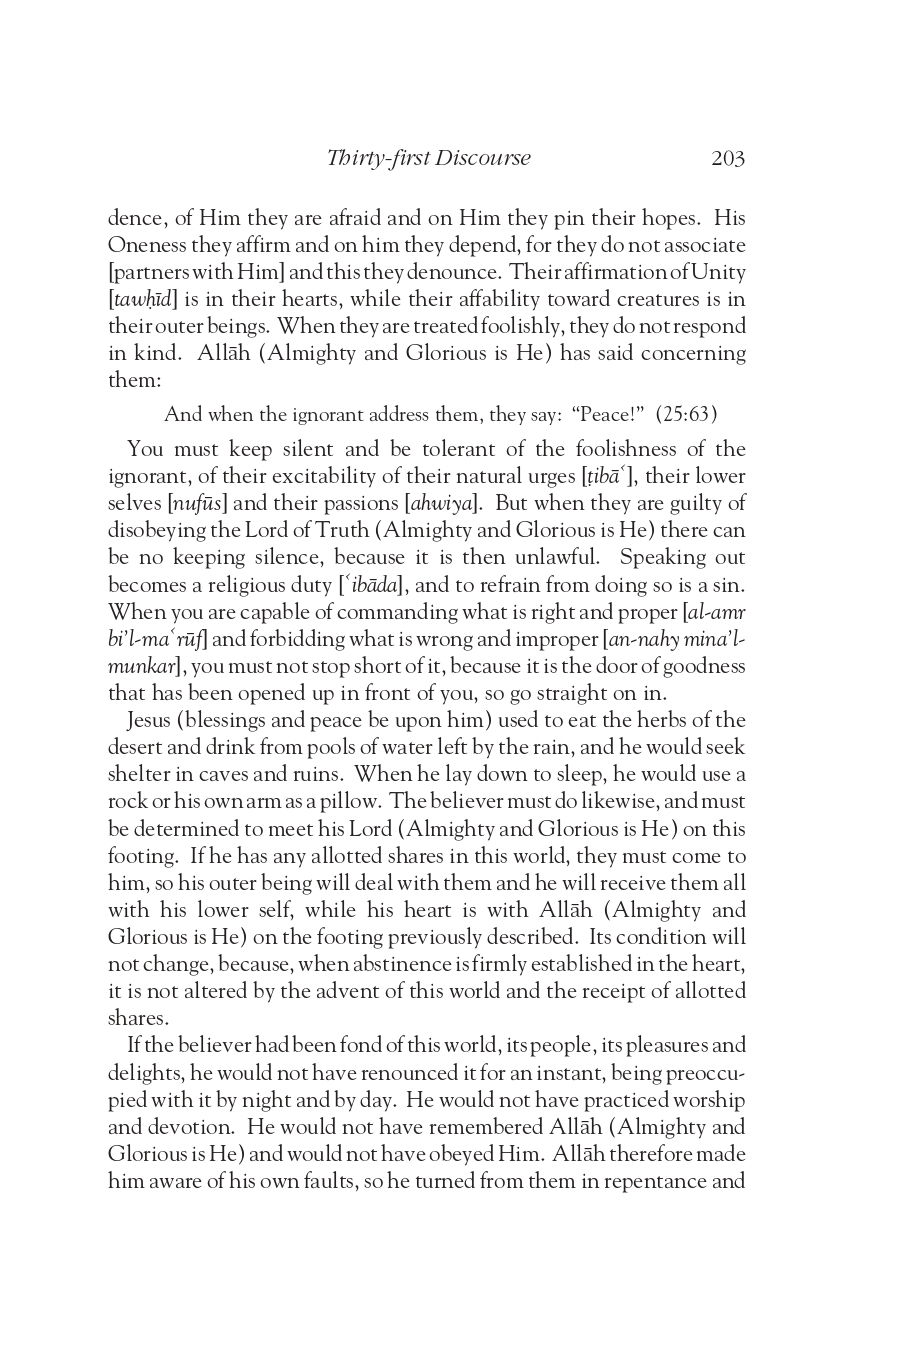 Thirty-first Discourse 203
dence, of Him they are afraid and on Him they pin their hopes. His
Oneness they affirm and on him they depend, for they do not associate
[partners with Him] and this they denounce. Their affirmation of Unity
[tawḥīd] is in their hearts, while their affability toward creatures is in
their outer beings. When they are treated foolishly, they do not respond
in kind. Allāh (Almighty and Glorious is He) has said concerning
them:
And when the ignorant address them, they say: “Peace!” (25:63)
You must keep silent and be tolerant of the foolishness of the
ignorant, of their excitability of their natural urges [ṭibāʿ], their lower
selves [nufūs] and their passions [ahwiya]. But when they are guilty of
disobeying the Lord of Truth (Almighty and Glorious is He) there can
be no keeping silence, because it is then unlawful. Speaking out
becomes a religious duty [ʿibāda], and to refrain from doing so is a sin.
When you are capable of commanding what is right and proper [al-amr
bi’l-maʿrūf] and forbidding what is wrong and improper [an-nahy mina’l-
munkar], you must not stop short of it, because it is the door of goodness
that has been opened up in front of you, so go straight on in.
Jesus (blessings and peace be upon him) used to eat the herbs of the
desert and drink from pools of water left by the rain, and he would seek
shelter in caves and ruins. When he lay down to sleep, he would use a
rock or his own arm as a pillow. The believer must do likewise, and must
be determined to meet his Lord (Almighty and Glorious is He) on this
footing. If he has any allotted shares in this world, they must come to
him, so his outer being will deal with them and he will receive them all
with his lower self, while his heart is with Allāh (Almighty and
Glorious is He) on the footing previously described. Its condition will
not change, because, when abstinence is firmly established in the heart,
it is not altered by the advent of this world and the receipt of allotted
shares.
If the believer had been fond of this world, its people, its pleasures and
delights, he would not have renounced it for an instant, being preoccu-
pied with it by night and by day. He would not have practiced worship
and devotion. He would not have remembered Allāh (Almighty and
Glorious is He) and would not have obeyed Him. Allāh therefore made
him aware of his own faults, so he turned from them in repentance and